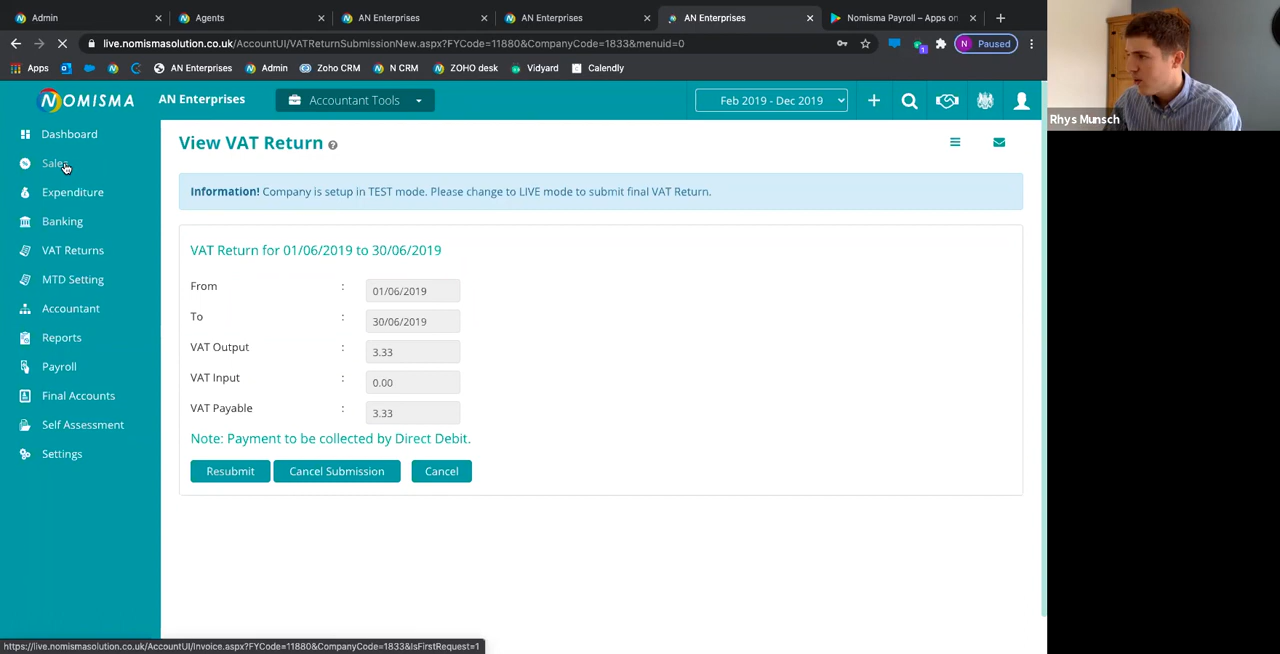 Admin
Agents
AN Enterprises
AN Enterprises
AN Enterprises
Nomisma Payroll – Apps on
live.nomismasolution.co.uk/AccountUI/VATReturnSubmissionNew.aspx?FYCode=11880&CompanyCode=1833&menuid=0
N Paused
Apps
AN Enterprises
Admin
Zoho CRM
N CRM
ZOHO desk
Vidyard
Calendly
NOMISMA
AN Enterprises
Accountant Tools
Feb 2019 - Dec 2019
Rhys Munsch
Dashboard
Sales
Expenditure
Banking
VAT Returns
MTD Setting
Accountant
Reports
Payroll
Final Accounts
Self Assessment
Settings
View VAT Return
Information! Company is setup in TEST mode. Please change to LIVE mode to submit final VAT Return.
VAT Return for 01/06/2019 to 30/06/2019
From : 01/06/2019
To : 30/06/2019
VAT Output : 3.33
VAT Input : 0.00
VAT Payable : 3.33
Note: Payment to be collected by Direct Debit.
Resubmit
Cancel Submission
Cancel
https://live.nomismasolution.co.uk/AccountUI/Invoice.aspx?FYCode=11880&CompanyCode=1833&IsFirstRequest=1